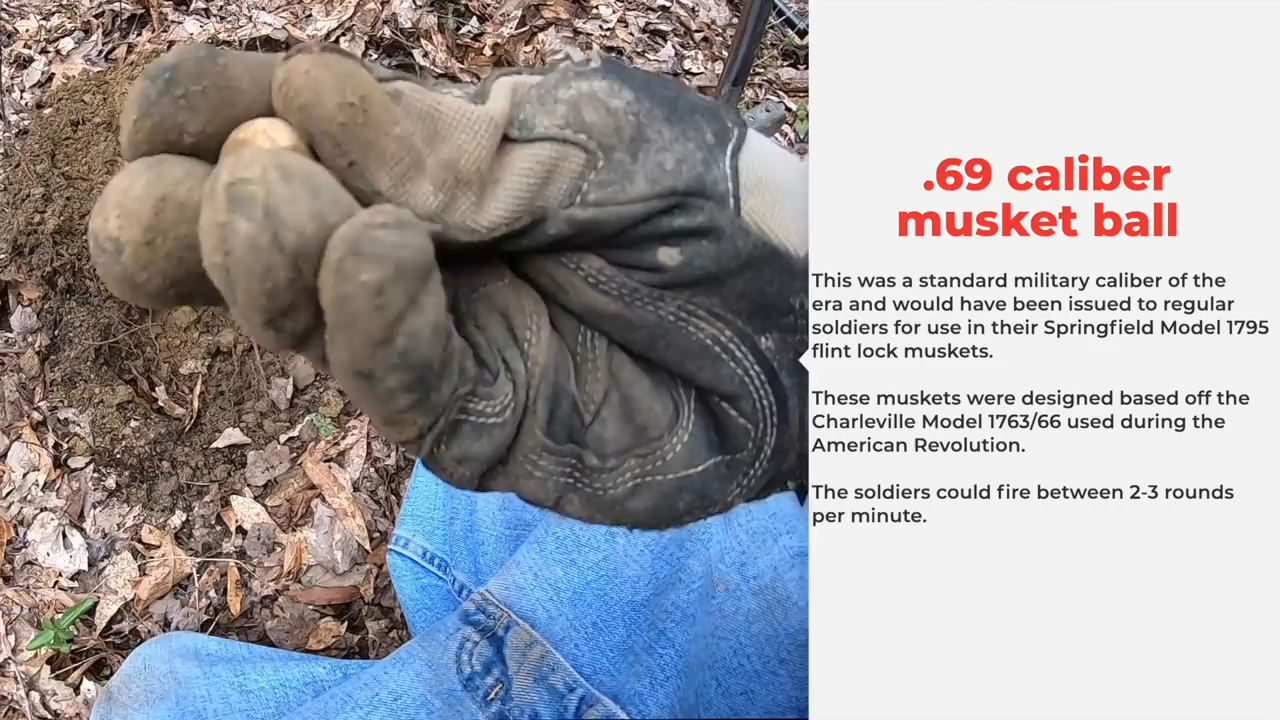 .69 caliber
musket ball
This was a standard military caliber of the
era and would have been issued to regular
soldiers for use in their Springfield Model 1795
flint lock muskets.
These muskets were designed based off the
Charleville Model 1763/66 used during the
American Revolution.
The soldiers could fire between 2-3 rounds
per minute.